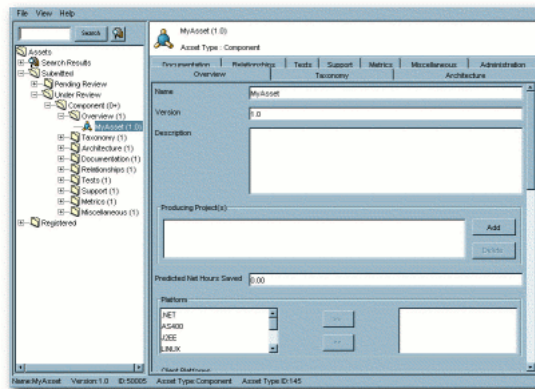 File View Help
Search
MyAsset (1.0)
Asset Type : Component
Assets
Search Results
Submitted
Pending Review
Under Review
Component (0+)
Overview (1)
MyAsset (1.0)
Taxonomy (1)
Architecture (1)
Documentation (1)
Relationships (1)
Tests (1)
Support (1)
Metrics (1)
Miscellaneous (1)
Registered
Documentation Relationships Tests Support Metrics Miscellaneous Administration
Overview Taxonomy Architecture
Name MyAsset
Version 1.0
Description
Producing Project(s)
Add
Delete
Predicted Net Hours Saved 0.00
Platform
.NET
AS400
J2EE
LINUX
Client Platforms
Name:MyAsset Version:1.0 ID:50005 Asset Type:Component Asset Type ID:145